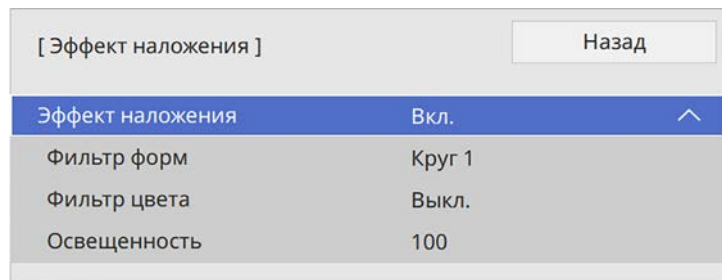 [ Эффект наложения ] Назад
Эффект наложения Вкл.
Фильтр форм Круг 1
Фильтр цвета Выкл.
Освещенность 100